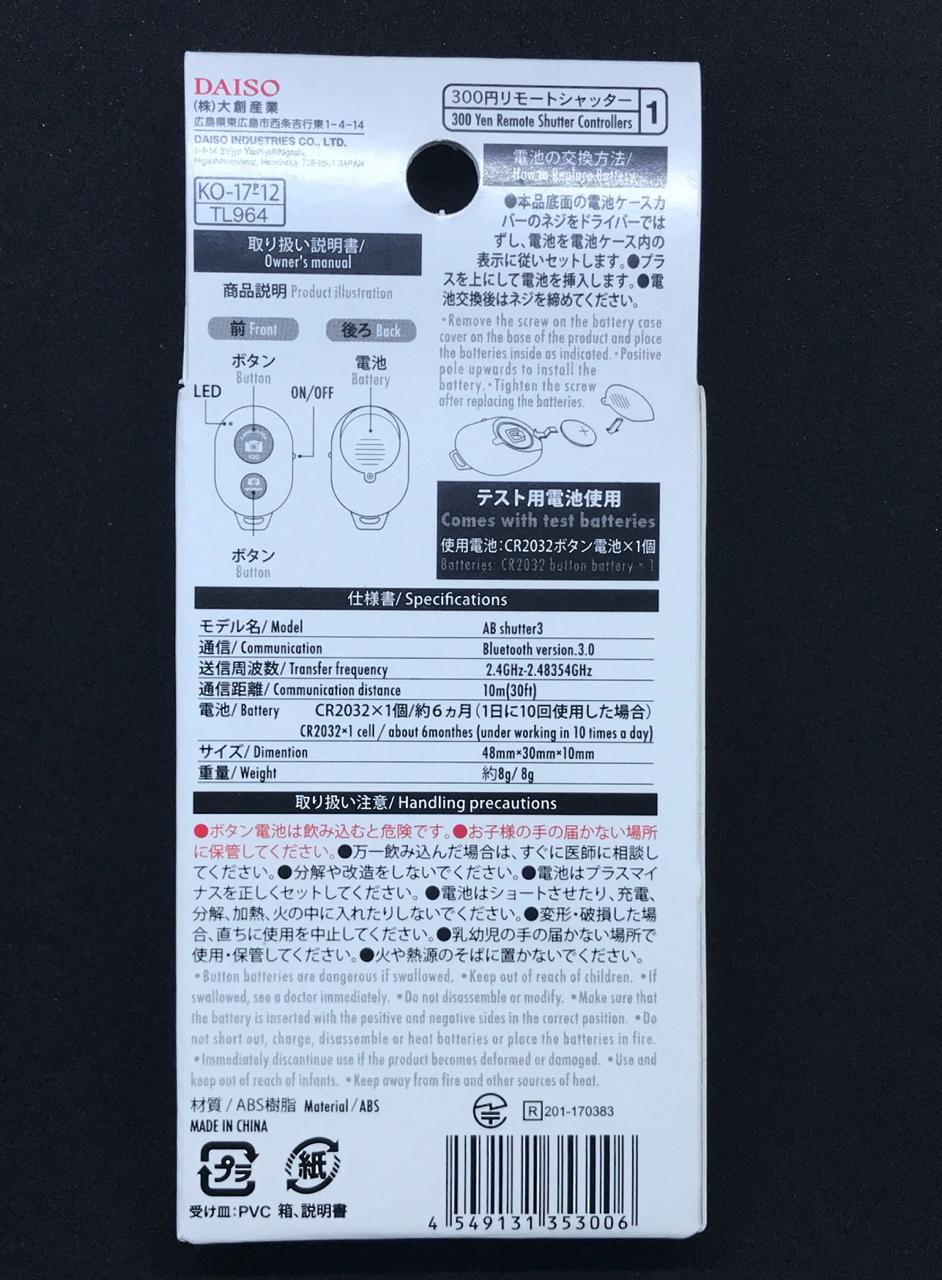 DAISO
(株)大創産業
広島県東広島市西条吉行東1-4-14
DAISO INDUSTRIES CO., LTD.
KO-17 12
TL964
取り扱い説明書/
Owner's manual
商品説明 Product illustration
前 Front
後ろ Back
ボタン
Button
電池
Battery
LED
ON/OFF
ボタン
Button
300円リモートシャッター
300 Yen Remote Shutter Controllers
1
電池の交換方法/
How to Replace Battery
●本品底面の電池ケースカ
バーのネジをドライバーでは
ずし、電池を電池ケース内の
表示に従いセットします。●プラ
スを上にして電池を挿入します。●電
池交換後はネジを締めてください。
•Remove the screw on the battery case
cover on the base of the product and place
the batteries inside as indicated. •Positive
pole upwards to install the
battery. •Tighten the screw
after replacing the batteries.
テスト用電池使用
Comes with test batteries
使用電池:CR2032ボタン電池×1個
Batteries: CR2032 button battery × 1
仕様書/ Specifications
モデル名/ Model AB shutter3
通信/ Communication Bluetooth version.3.0
送信周波数/ Transfer frequency 2.4GHz-2.48354GHz
通信距離/ Communication distance 10m(30ft)
電池/ Battery CR2032×1個/約6ヵ月(1日に10回使用した場合)
CR2032×1 cell / about 6monthes (under working in 10 times a day)
サイズ/ Dimention 48mm×30mm×10mm
重量/ Weight 約8g/ 8g
取り扱い注意/ Handling precautions
●ボタン電池は飲み込むと危険です。●お子様の手の届かない場所
に保管してください。●万一飲み込んだ場合は、すぐに医師に相談し
てください。●分解や改造をしないでください。●電池はプラスマイ
ナスを正しくセットしてください。●電池はショートさせたり、充電、
分解、加熱、火の中に入れたりしないでください。●変形・破損した場
合、直ちに使用を中止してください。●乳幼児の手の届かない場所で
使用・保管してください。●火や熱源のそばに置かないでください。
•Button batteries are dangerous if swallowed. •Keep out of reach of children. •If
swallowed, see a doctor immediately. •Do not disassemble or modify. •Make sure that
the battery is inserted with the positive and negative sides in the correct position. •Do
not short out, charge, disassemble or heat batteries or place the batteries in fire.
•Immediately discontinue use if the product becomes deformed or damaged. •Use and
keep out of reach of infants. •Keep away from fire and other sources of heat.
材質 / ABS樹脂 Material / ABS
MADE IN CHINA
R 201-170383
プラ
紙
受け皿:PVC 箱、説明書
4 549131 353006